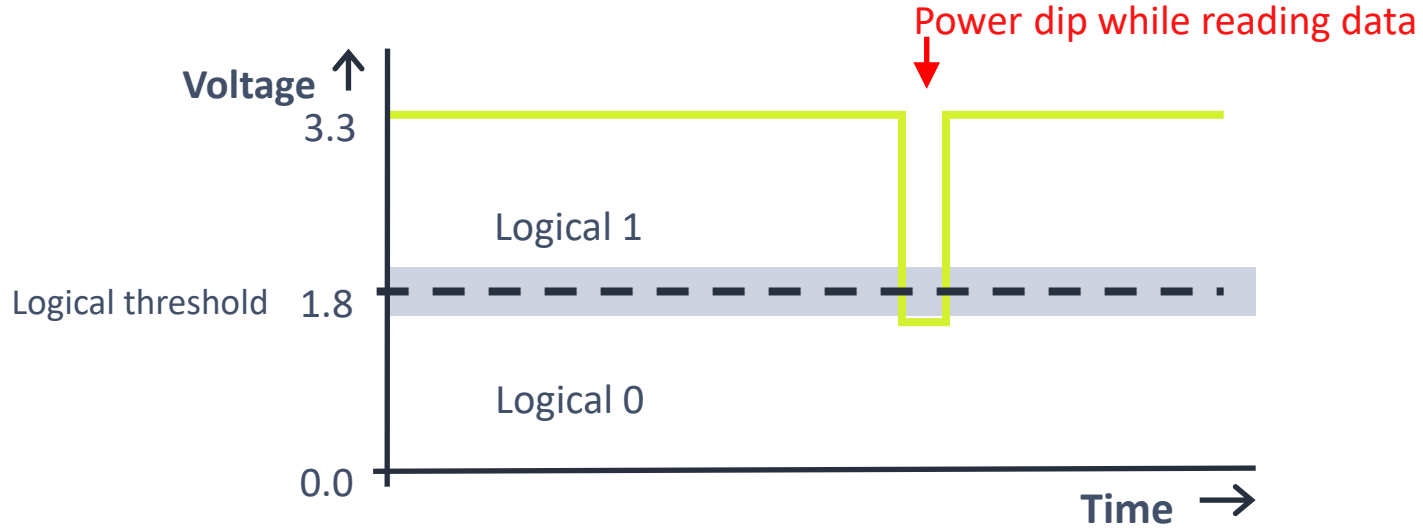 Power dip while reading data
Voltage
3.3
Logical 1
Logical threshold 1.8
Logical 0
0.0
Time